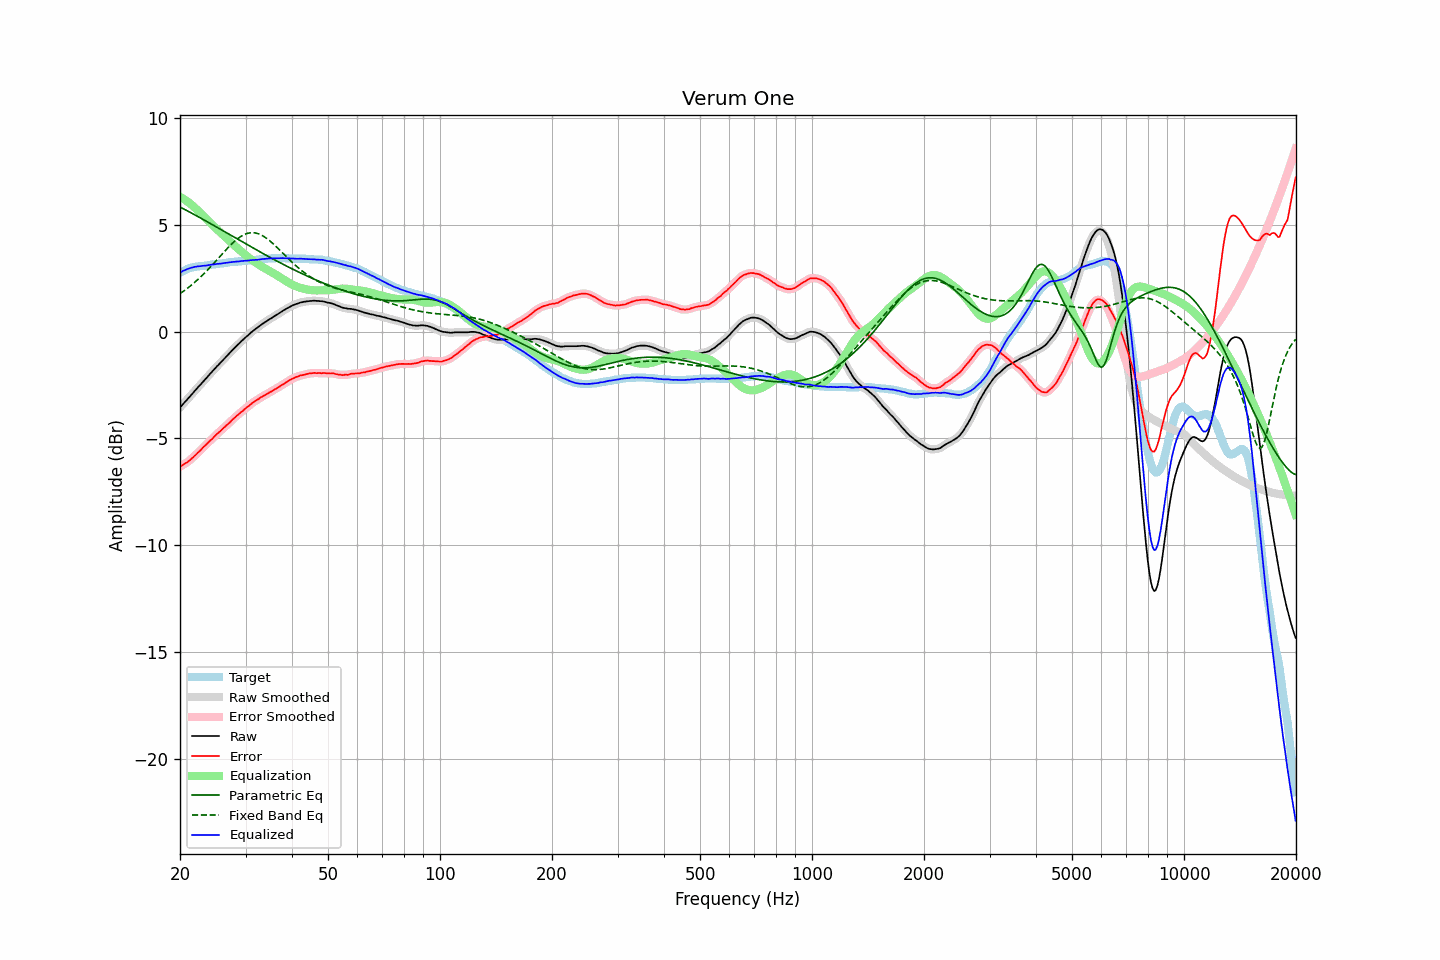 Verum One
10
5
0
−5
−10
−15
−20
Amplitude (dBr)
Target
Raw Smoothed
Error Smoothed
Raw
Error
Equalization
Parametric Eq
Fixed Band Eq
Equalized
20 50 100 200 500 1000 2000 5000 10000 20000
Frequency (Hz)